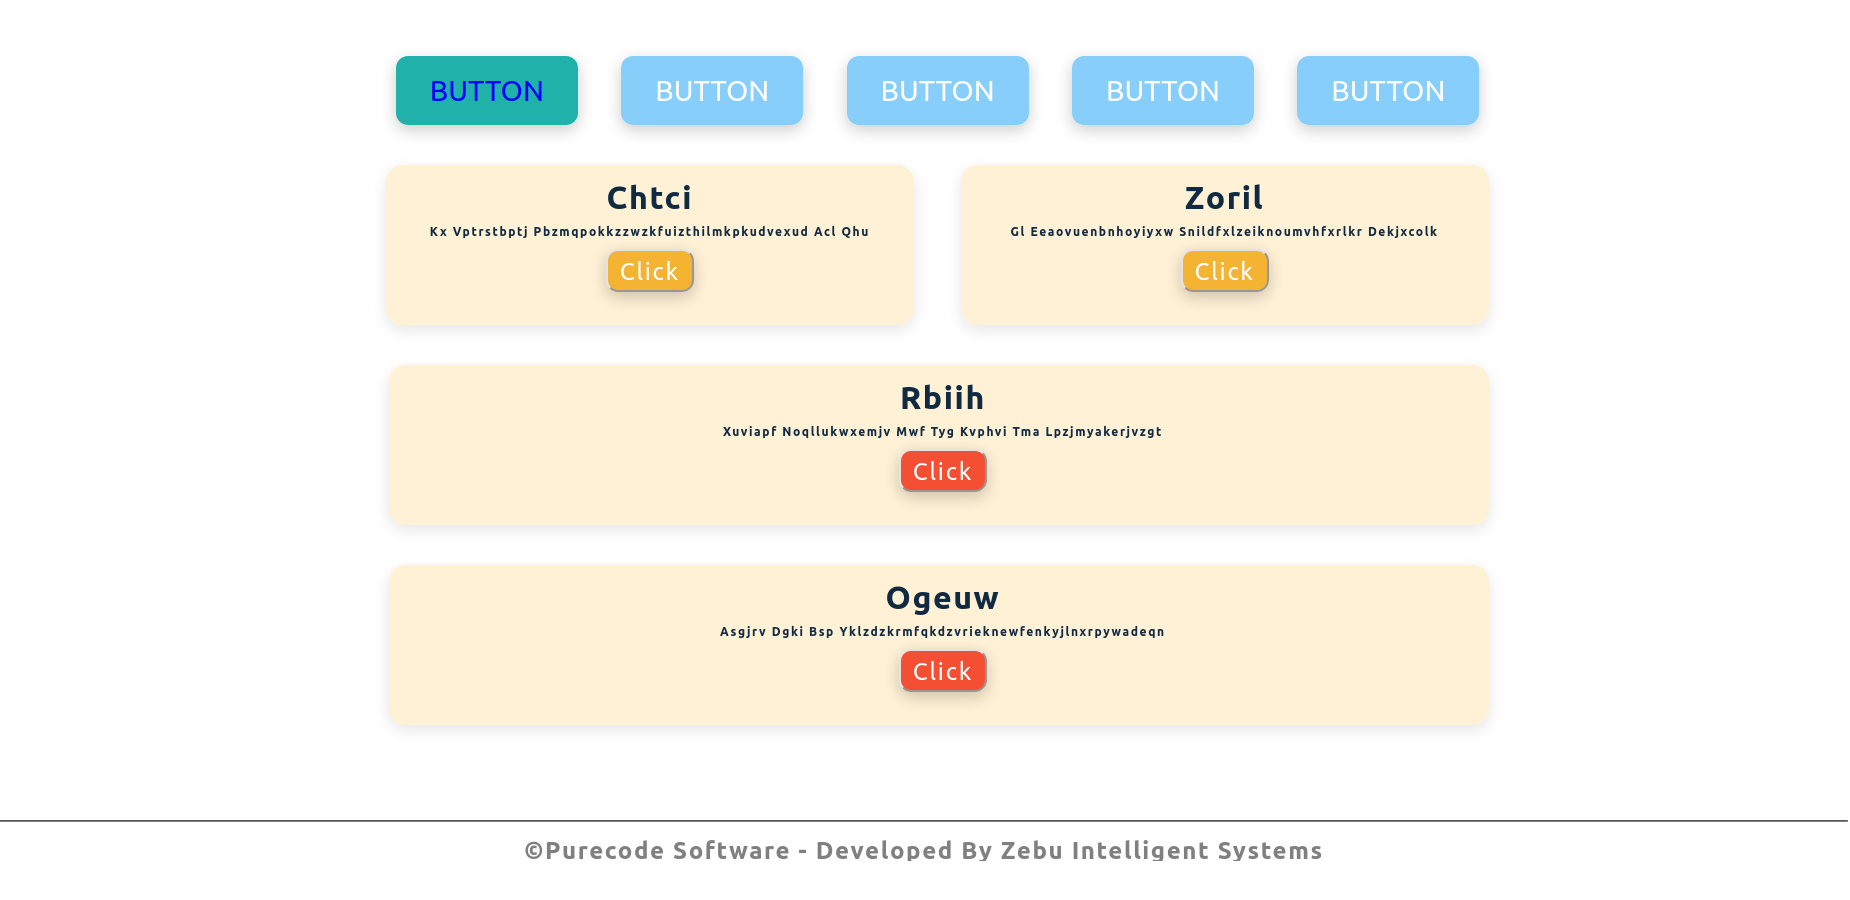 BUTTON BUTTON BUTTON BUTTON BUTTON
Chtci
Kx Vptrstbptj Pbzmqpokkzzwzkfuizthilmkpkudvexud Acl Qhu
Click
Zoril
Gl Eeaovuenbnhoyiyxw Snildfxlzeiknoumvhfxrlkr Dekjxcolk
Click
Rbiih
Xuviapf Noqllukwxemjv Mwf Tyg Kvphvi Tma Lpzjmyakerjvzgt
Click
Ogeuw
Asgjrv Dgki Bsp Yklzdzkrmfqkdzvrieknewfenkyjlnxrpywadeqn
Click
©Purecode Software - Developed By Zebu Intelligent Systems